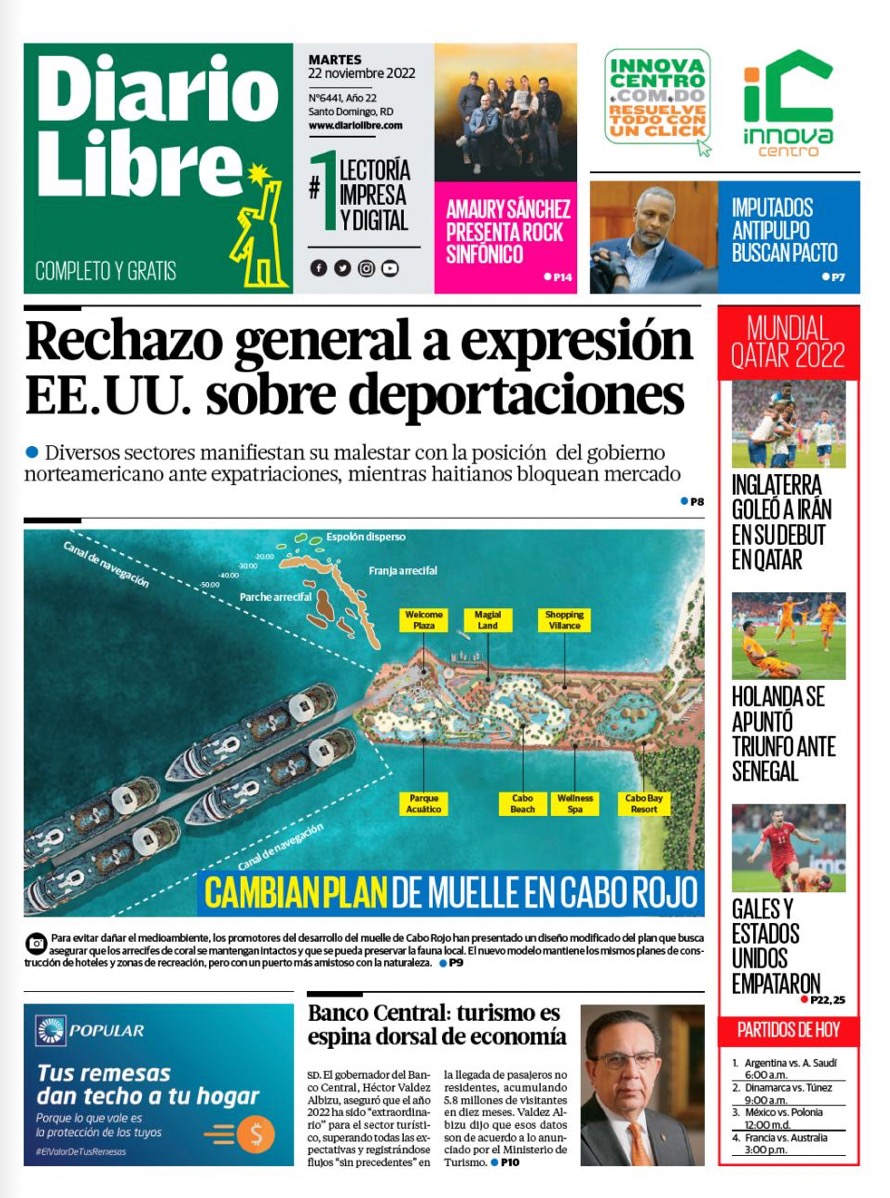 Diario
Libre
COMPLETO Y GRATIS
MARTES
22 noviembre 2022
N°6441, Año 22
Santo Domingo, RD
www.diariolibre.com
#1 LECTORÍA
IMPRESA
Y DIGITAL
AMAURY SÁNCHEZ
PRESENTA ROCK
SINFÓNICO
P14
INNOVA
CENTRO
.COM.DO
RESUELVE
TODO CON
UN CLICK
iC
innova
centro
IMPUTADOS
ANTIPULPO
BUSCAN PACTO
P7
Rechazo general a expresión
EE.UU. sobre deportaciones
Diversos sectores manifiestan su malestar con la posición del gobierno
norteamericano ante expatriaciones, mientras haitianos bloquean mercado
P8
Canal de navegación
-50.00
-40.00
-30.00
-20.00
Espolón disperso
Franja arrecifal
Parche arrecifal
Welcome
Plaza
Magial
Land
Shopping
Villance
Parque
Acuático
Cabo
Beach
Wellness
Spa
Cabo Bay
Resort
Canal de navegación
CAMBIAN PLAN DE MUELLE EN CABO ROJO
Para evitar dañar el medioambiente, los promotores del desarrollo del muelle de Cabo Rojo han presentado un diseño modificado del plan que busca
asegurar que los arrecifes de coral se mantengan intactos y que se pueda preservar la fauna local. El nuevo modelo mantiene los mismos planes de cons-
trucción de hoteles y zonas de recreación, pero con un puerto más amistoso con la naturaleza. P9
POPULAR
Tus remesas
dan techo a tu hogar
Porque lo que vale es
la protección de los tuyos
#ElValorDeTusRemesas
$
Banco Central: turismo es
espina dorsal de economía
SD. El gobernador del Ban-
co Central, Héctor Valdez
Albizu, aseguró que el año
2022 ha sido “extraordina-
rio” para el sector turísti-
co, superando todas las ex-
pectativas y registrándose
flujos “sin precedentes” en
la llegada de pasajeros no
residentes, acumulando
5.8 millones de visitantes
en diez meses. Valdez Al-
bizu dijo que esos datos
son de acuerdo a lo anun-
ciado por el Ministerio de
Turismo. P10
MUNDIAL
QATAR 2022
INGLATERRA
GOLEÓ A IRÁN
EN SU DEBUT
EN QATAR
HOLANDA SE
APUNTÓ
TRIUNFO ANTE
SENEGAL
GALES Y
ESTADOS
UNIDOS
EMPATARON
P22, 25
PARTIDOS DE HOY
1. Argentina vs. A. Saudí
6:00 a.m.
2. Dinamarca vs. Túnez
9:00 a.m.
3. México vs. Polonia
12:00 m.d.
4. Francia vs. Australia
3:00 p.m.